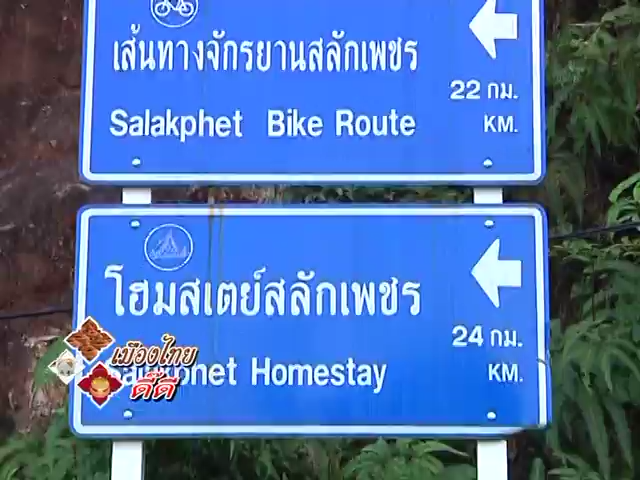 เส้นทางจักรยานสลักเพชร
22 กม.
Salakphet Bike Route
KM.
โฮมสเตย์สลักเพชร
24 กม.
Salakphet Homestay
KM.
เมืองไทย
ดี๊ดี